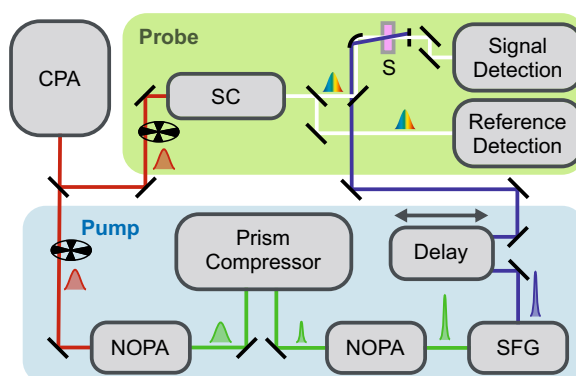 Probe
CPA
SC
S
Signal
Detection
Reference
Detection
Pump
Prism
Compressor
Delay
NOPA
NOPA
SFG